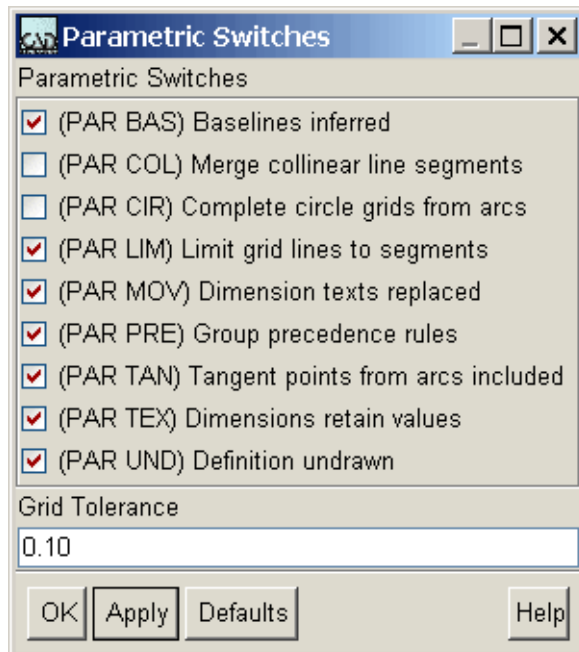 CAD Parametric Switches
Parametric Switches
(PAR BAS) Baselines inferred
(PAR COL) Merge collinear line segments
(PAR CIR) Complete circle grids from arcs
(PAR LIM) Limit grid lines to segments
(PAR MOV) Dimension texts replaced
(PAR PRE) Group precedence rules
(PAR TAN) Tangent points from arcs included
(PAR TEX) Dimensions retain values
(PAR UND) Definition undrawn
Grid Tolerance
0.10
OK Apply Defaults Help